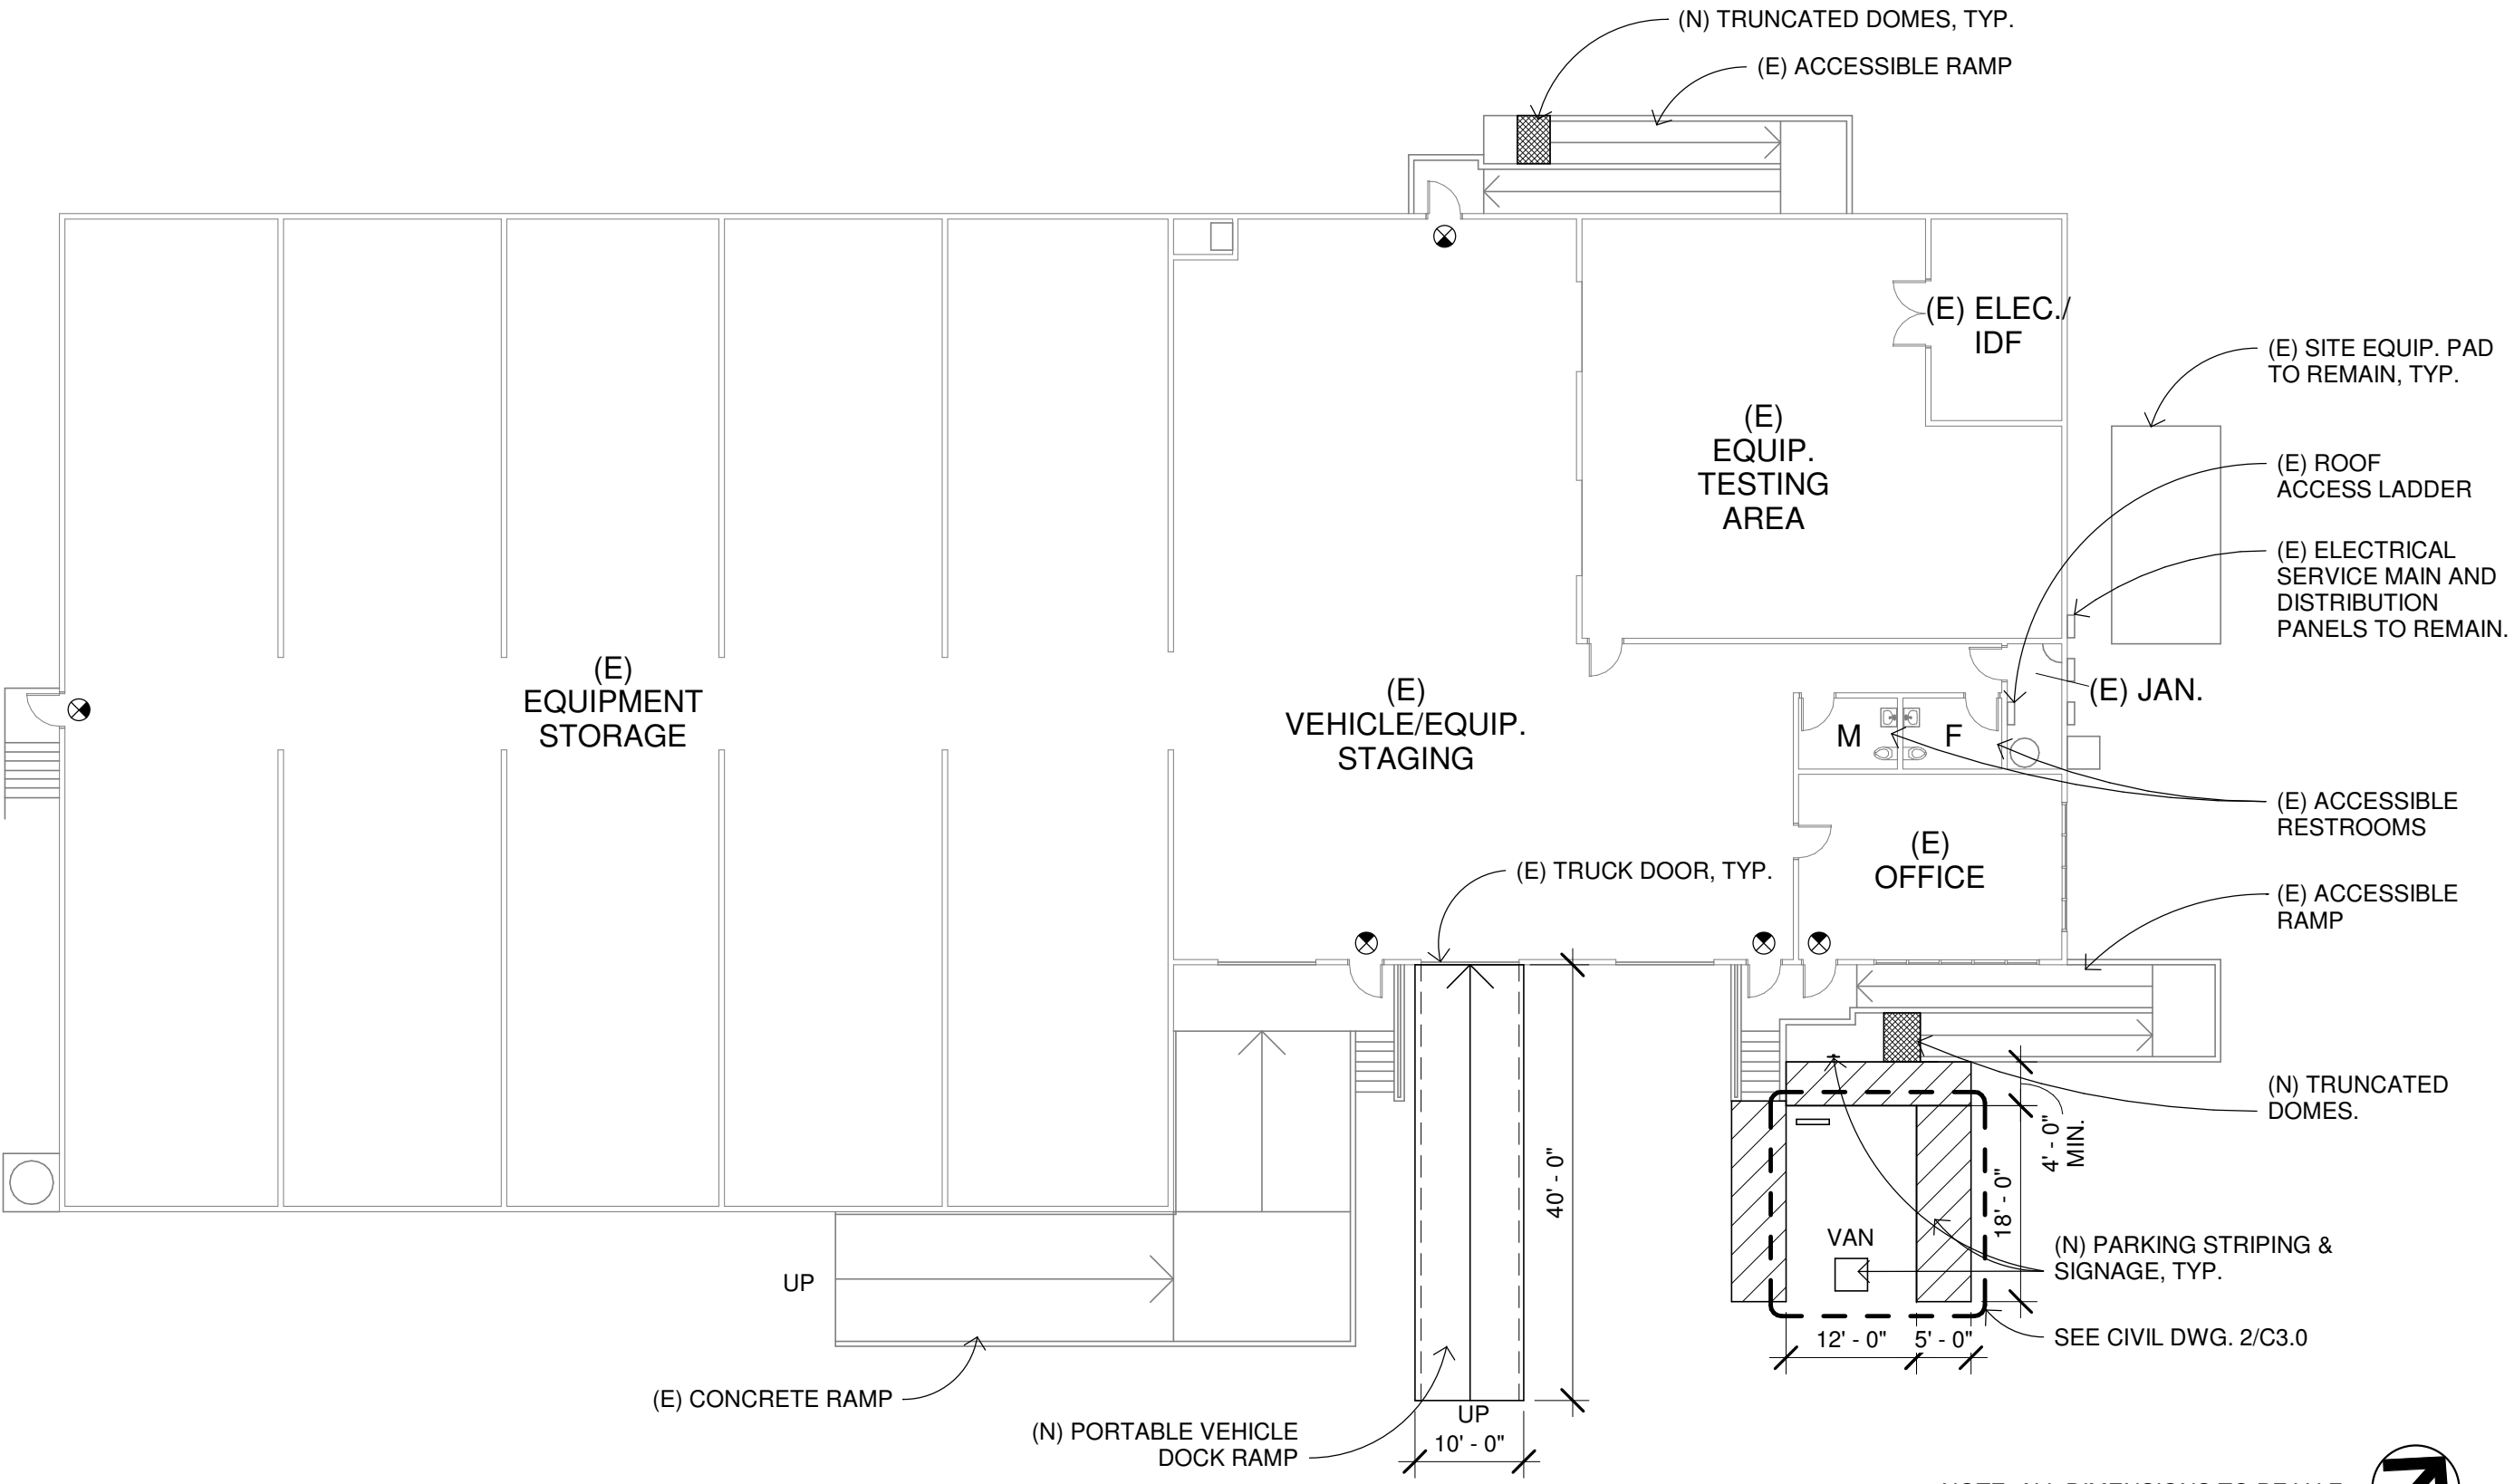 (N) TRUNCATED DOMES, TYP.
(E) ACCESSIBLE RAMP
(E) ELEC./
IDF
(E) SITE EQUIP. PAD
TO REMAIN, TYP.
(E)
EQUIP.
TESTING
AREA
(E) ROOF
ACCESS LADDER
(E) ELECTRICAL
SERVICE MAIN AND
DISTRIBUTION
PANELS TO REMAIN.
(E)
EQUIPMENT
STORAGE
(E)
VEHICLE/EQUIP.
STAGING
(E) JAN.
M
F
(E) ACCESSIBLE
RESTROOMS
(E)
OFFICE
(E) TRUCK DOOR, TYP.
(E) ACCESSIBLE
RAMP
(N) TRUNCATED
DOMES.
4' - 0"
MIN.
40' - 0"
18' - 0"
VAN
(N) PARKING STRIPING &
SIGNAGE, TYP.
UP
12' - 0"
5' - 0"
SEE CIVIL DWG. 2/C3.0
(E) CONCRETE RAMP
UP
(N) PORTABLE VEHICLE
DOCK RAMP
10' - 0"